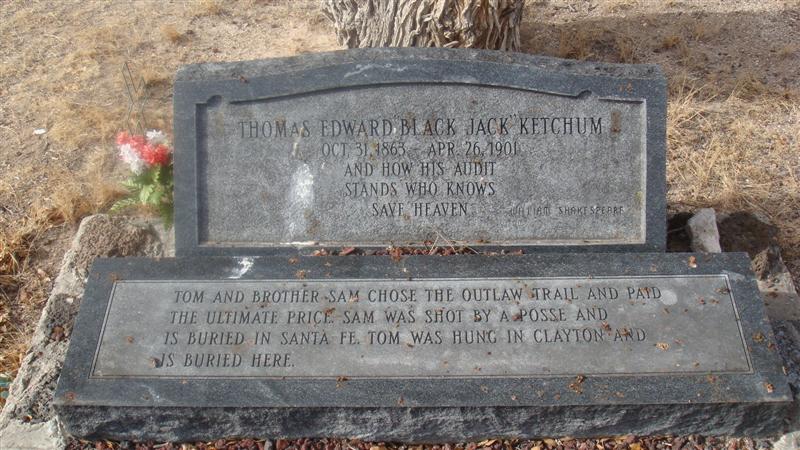 THOMAS EDWARD "BLACK JACK" KETCHUM
OCT. 31, 1863 - APR. 26, 1901
AND HOW HIS AUDIT
STANDS WHO KNOWS
SAVE HEAVEN WILLIAM SHAKESPEARE
TOM AND BROTHER SAM CHOSE THE OUTLAW TRAIL AND PAID
THE ULTIMATE PRICE. SAM WAS SHOT BY A POSSE AND
IS BURIED IN SANTA FE. TOM WAS HUNG IN CLAYTON AND
IS BURIED HERE.